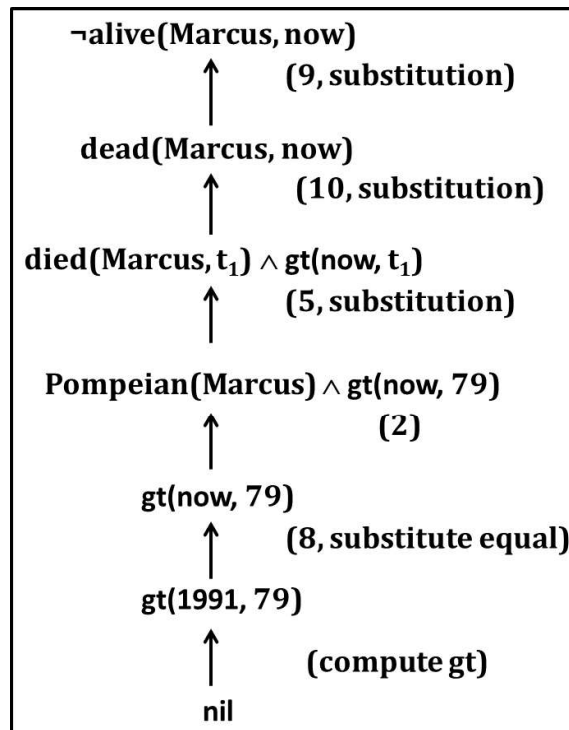 ¬alive(Marcus, now)
(9, substitution)
dead(Marcus, now)
(10, substitution)
died(Marcus, t₁) ∧ gt(now, t₁)
(5, substitution)
Pompeian(Marcus) ∧ gt(now, 79)
(2)
gt(now, 79)
(8, substitute equal)
gt(1991, 79)
(compute gt)
nil